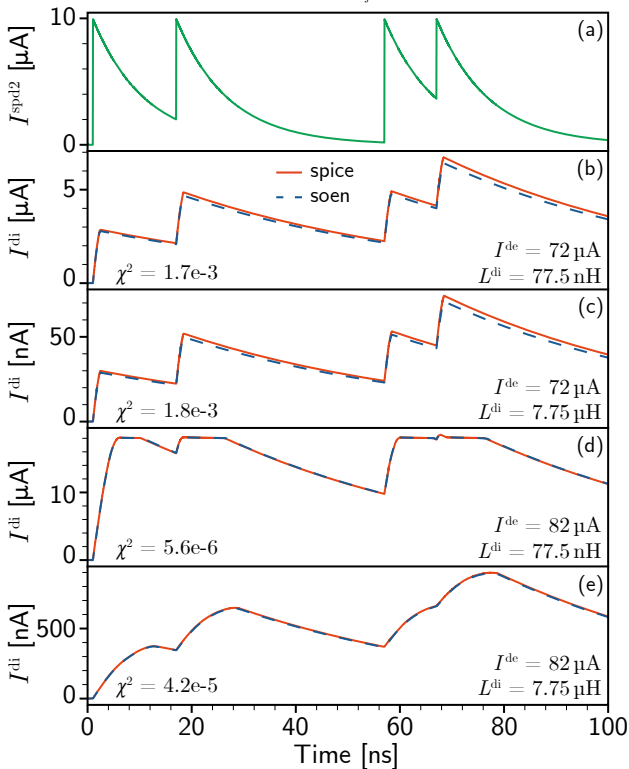 10
(a)
I^spd2 [µA]
0
(b)
spice
soen
5
I^di [µA]
I^de = 72 µA
χ² = 1.7e-3
L^di = 77.5 nH
0
(c)
50
I^di [nA]
I^de = 72 µA
χ² = 1.8e-3
L^di = 7.75 µH
0
(d)
10
I^di [µA]
I^de = 82 µA
χ² = 5.6e-6
L^di = 77.5 nH
0
(e)
500
I^di [nA]
I^de = 82 µA
χ² = 4.2e-5
L^di = 7.75 µH
0
0 20 40 60 80 100
Time [ns]